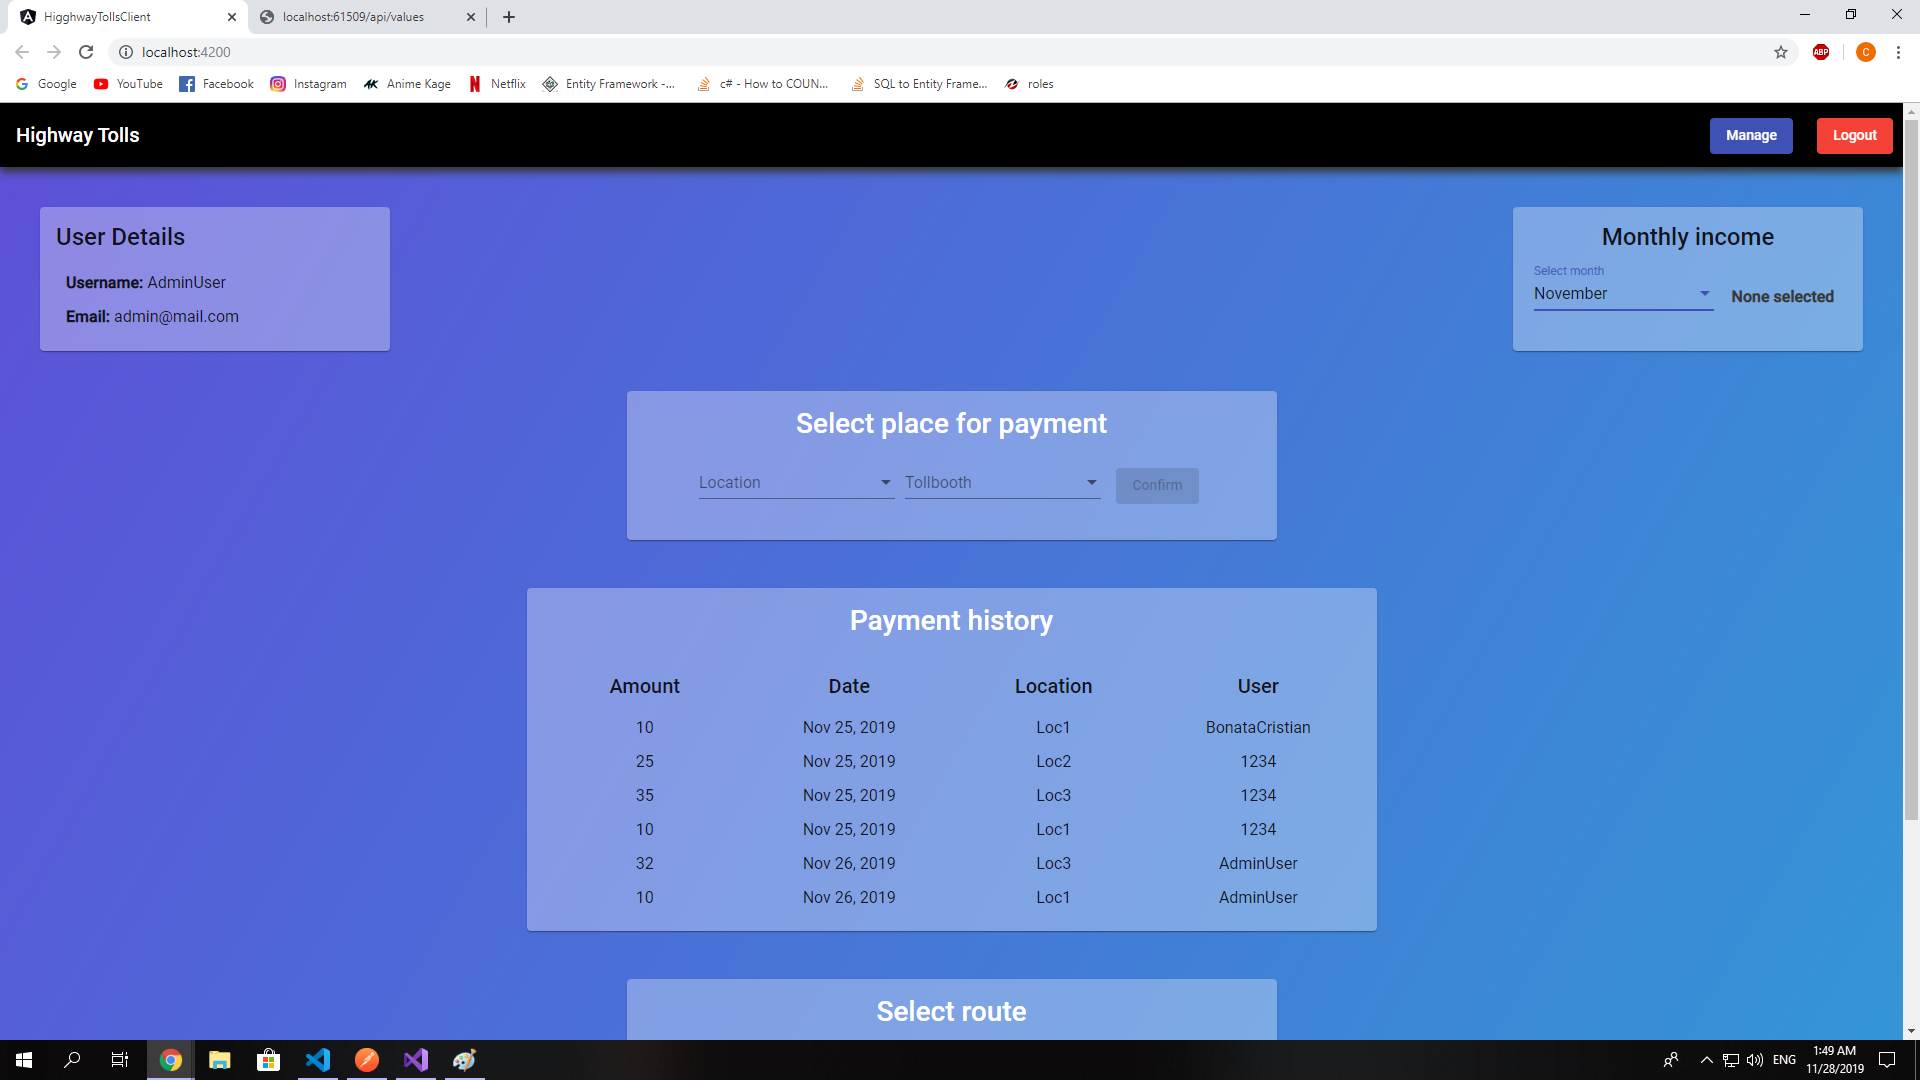 HigghwayTollsClient
localhost:61509/api/values
localhost:4200
ABP
C
Google
YouTube
Facebook
Instagram
Anime Kage
Netflix
Entity Framework -...
c# - How to COUN...
SQL to Entity Frame...
roles
Highway Tolls
Manage
Logout
User Details
Username: AdminUser
Email: admin@mail.com
Monthly income
Select month
November
None selected
Select place for payment
Location
Tollbooth
Confirm
Payment history
Amount Date Location User
10 Nov 25, 2019 Loc1 BonataCristian
25 Nov 25, 2019 Loc2 1234
35 Nov 25, 2019 Loc3 1234
10 Nov 25, 2019 Loc1 1234
32 Nov 26, 2019 Loc3 AdminUser
10 Nov 26, 2019 Loc1 AdminUser
Select route
ENG
1:49 AM
11/28/2019